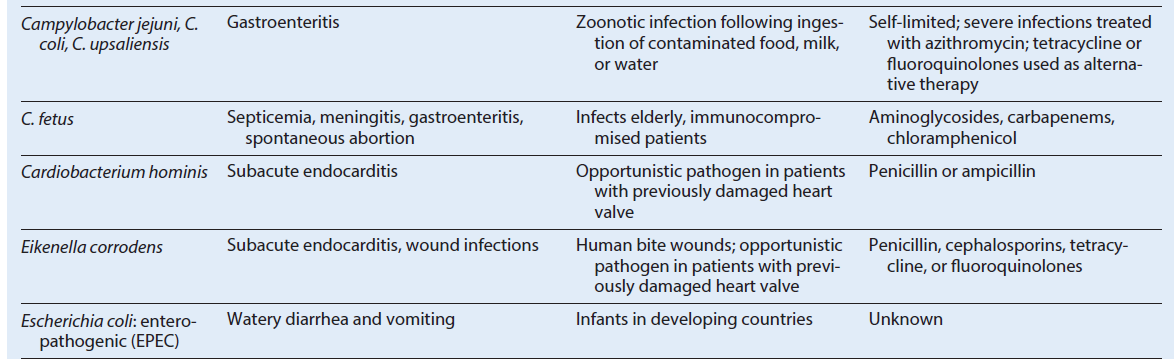 Campylobacter jejuni, C. coli, C. upsaliensis
Gastroenteritis
Zoonotic infection following inges-
tion of contaminated food, milk,
or water
Self-limited; severe infections treated
with azithromycin; tetracycline or
fluoroquinolones used as alterna-
tive therapy
C. fetus
Septicemia, meningitis, gastroenteritis,
spontaneous abortion
Infects elderly, immunocompro-
mised patients
Aminoglycosides, carbapenems,
chloramphenicol
Cardiobacterium hominis
Subacute endocarditis
Opportunistic pathogen in patients
with previously damaged heart
valve
Penicillin or ampicillin
Eikenella corrodens
Subacute endocarditis, wound infections
Human bite wounds; opportunistic
pathogen in patients with previ-
ously damaged heart valve
Penicillin, cephalosporins, tetracy-
cline, or fluoroquinolones
Escherichia coli: entero-
pathogenic (EPEC)
Watery diarrhea and vomiting
Infants in developing countries
Unknown